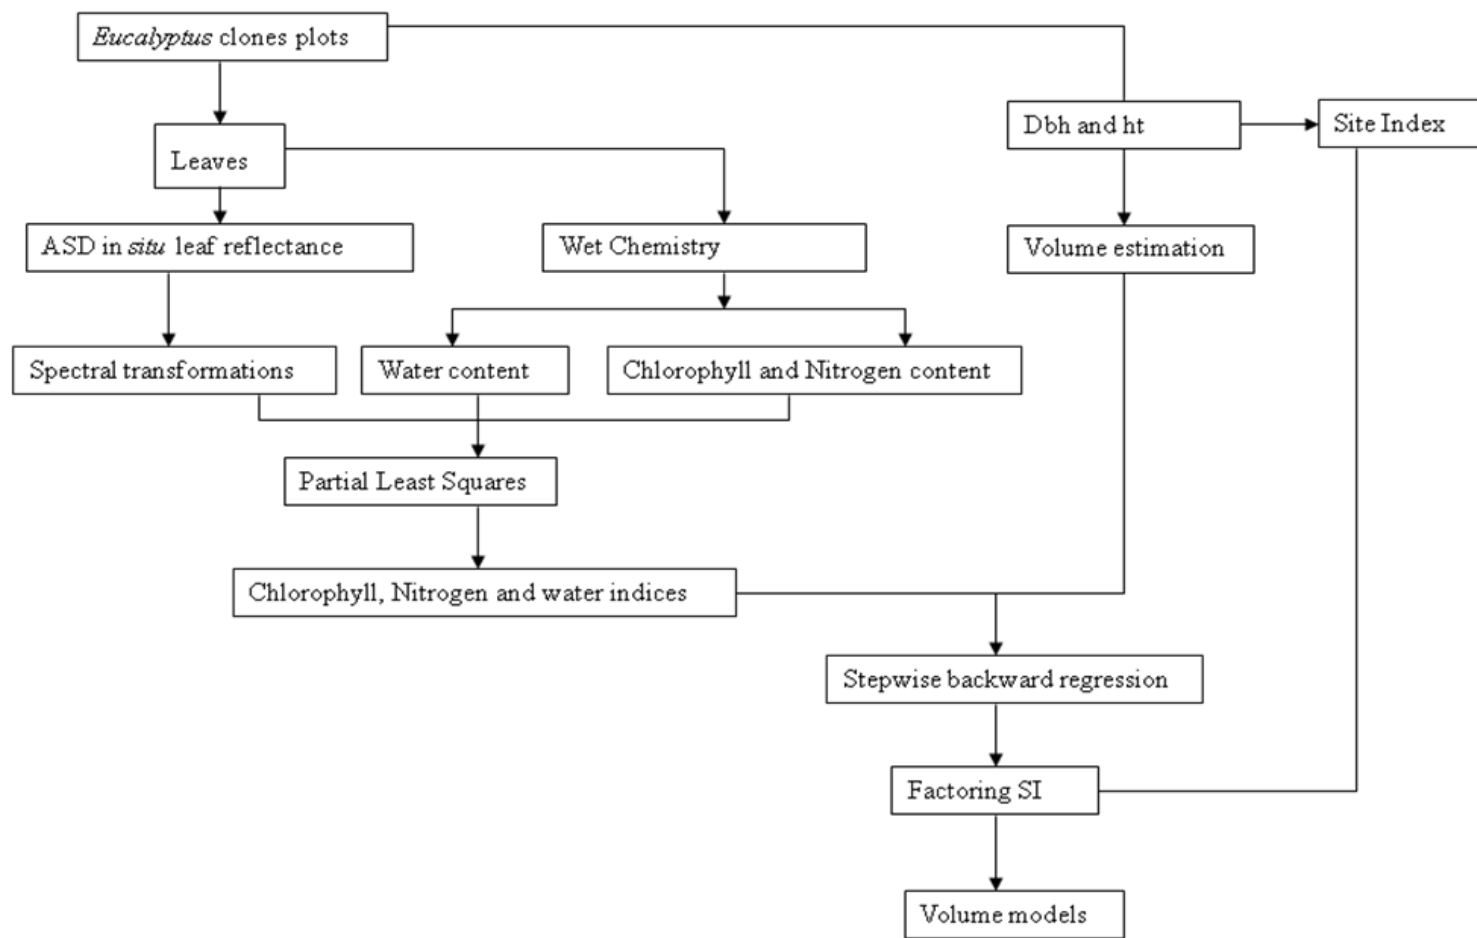 Eucalyptus clones plots
Dbh and ht
Site Index
Leaves
ASD in situ leaf reflectance
Wet Chemistry
Volume estimation
Spectral transformations
Water content
Chlorophyll and Nitrogen content
Partial Least Squares
Chlorophyll, Nitrogen and water indices
Stepwise backward regression
Factoring SI
Volume models